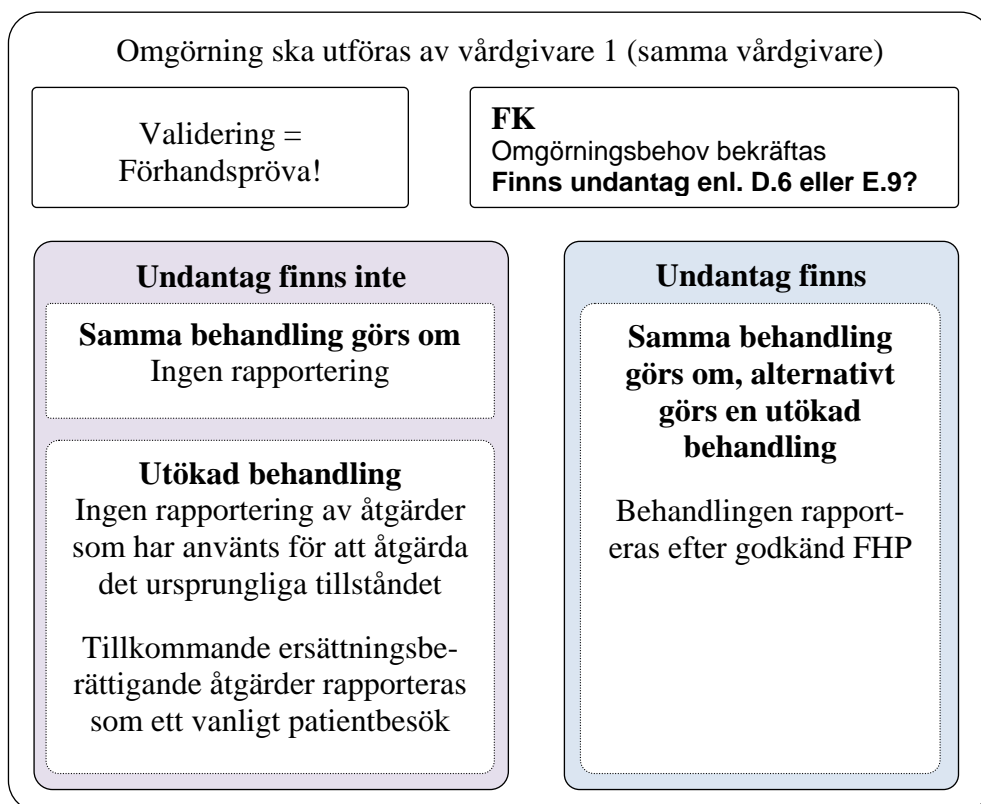 Omgörning ska utföras av vårdgivare 1 (samma vårdgivare)
Validering =
Förhandspröva!
FK
Omgörningsbehov bekräftas
Finns undantag enl. D.6 eller E.9?
Undantag finns inte
Samma behandling görs om
Ingen rapportering
Utökad behandling
Ingen rapportering av åtgärder
som har använts för att åtgärda
det ursprungliga tillståndet
Tillkommande ersättningsbe-
rättigande åtgärder rapporteras
som ett vanligt patientbesök
Undantag finns
Samma behandling
görs om, alternativt
görs en utökad
behandling
Behandlingen rapport-
eras efter godkänd FHP